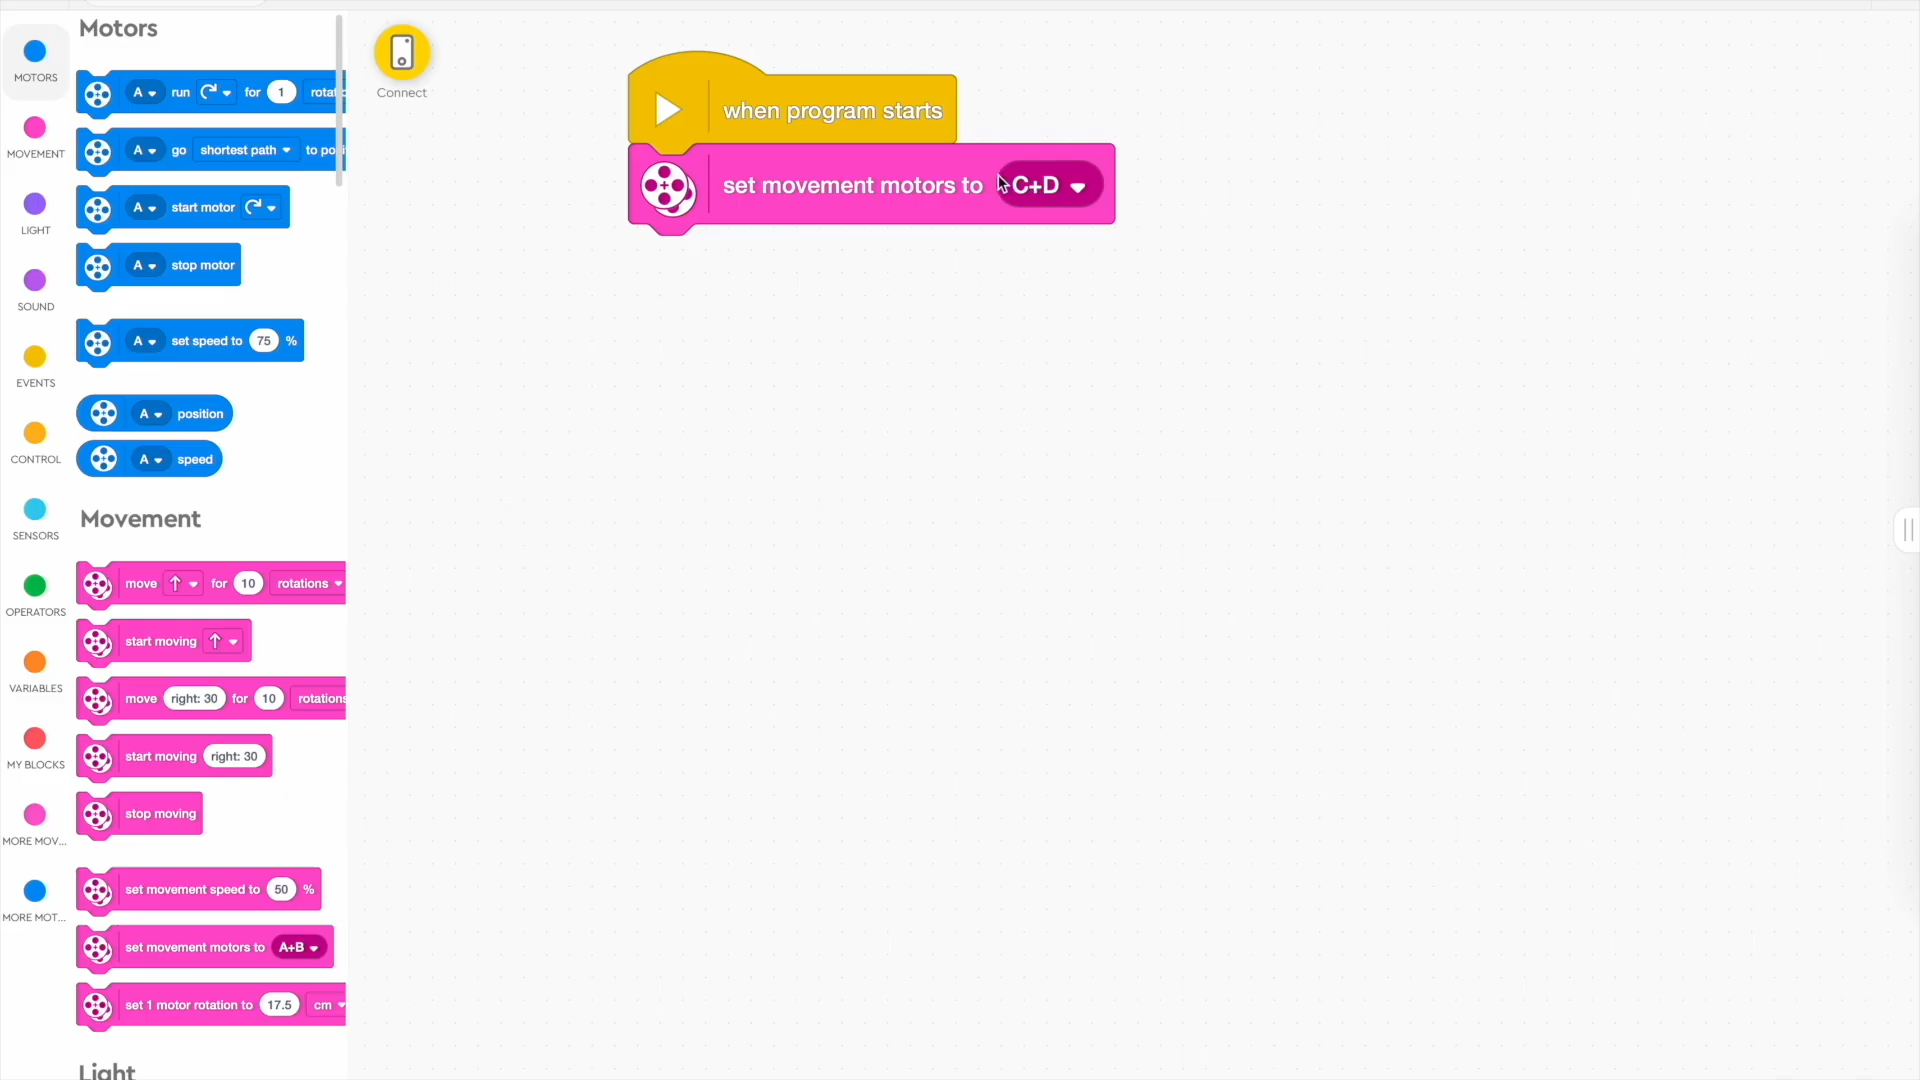 MOTORS
MOVEMENT
LIGHT
SOUND
EVENTS
CONTROL
SENSORS
OPERATORS
VARIABLES
MY BLOCKS
MORE MOV...
MORE MOT...
Motors
A run for 1
A go shortest path to
A start motor
A stop motor
A set speed to 75 %
A position
A speed
Movement
move for 10 rotations
start moving
move right: 30 for 10 rotations
start moving right: 30
stop moving
set movement speed to 50 %
set movement motors to A+B
set 1 motor rotation to 17.5 cm
Light
Connect
when program starts
set movement motors to C+D